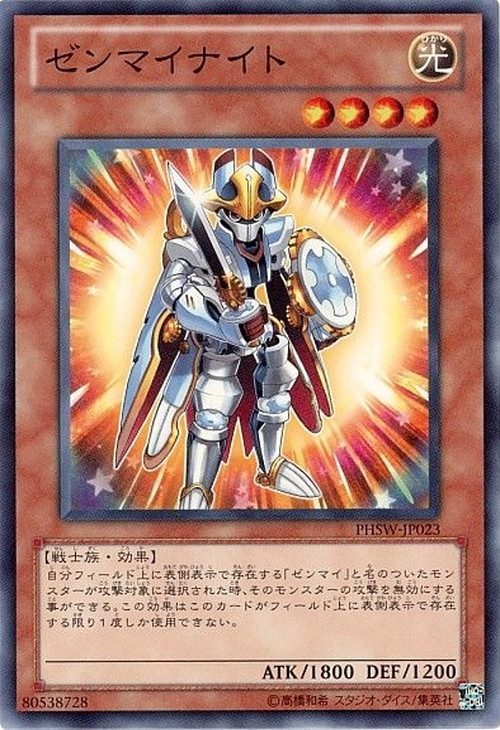 ゼンマイナイト
光
PHSW-JP023
【戦士族・効果】
自分フィールド上に表側表示で存在する「ゼンマイ」と名のついたモン
スターが攻撃対象に選択された時、そのモンスターの攻撃を無効にする
事ができる。この効果はこのカードがフィールド上に表側表示で存在
する限り１度しか使用できない。
ATK/1800 DEF/1200
80538728
©高橋和希 スタジオ・ダイス/集英社